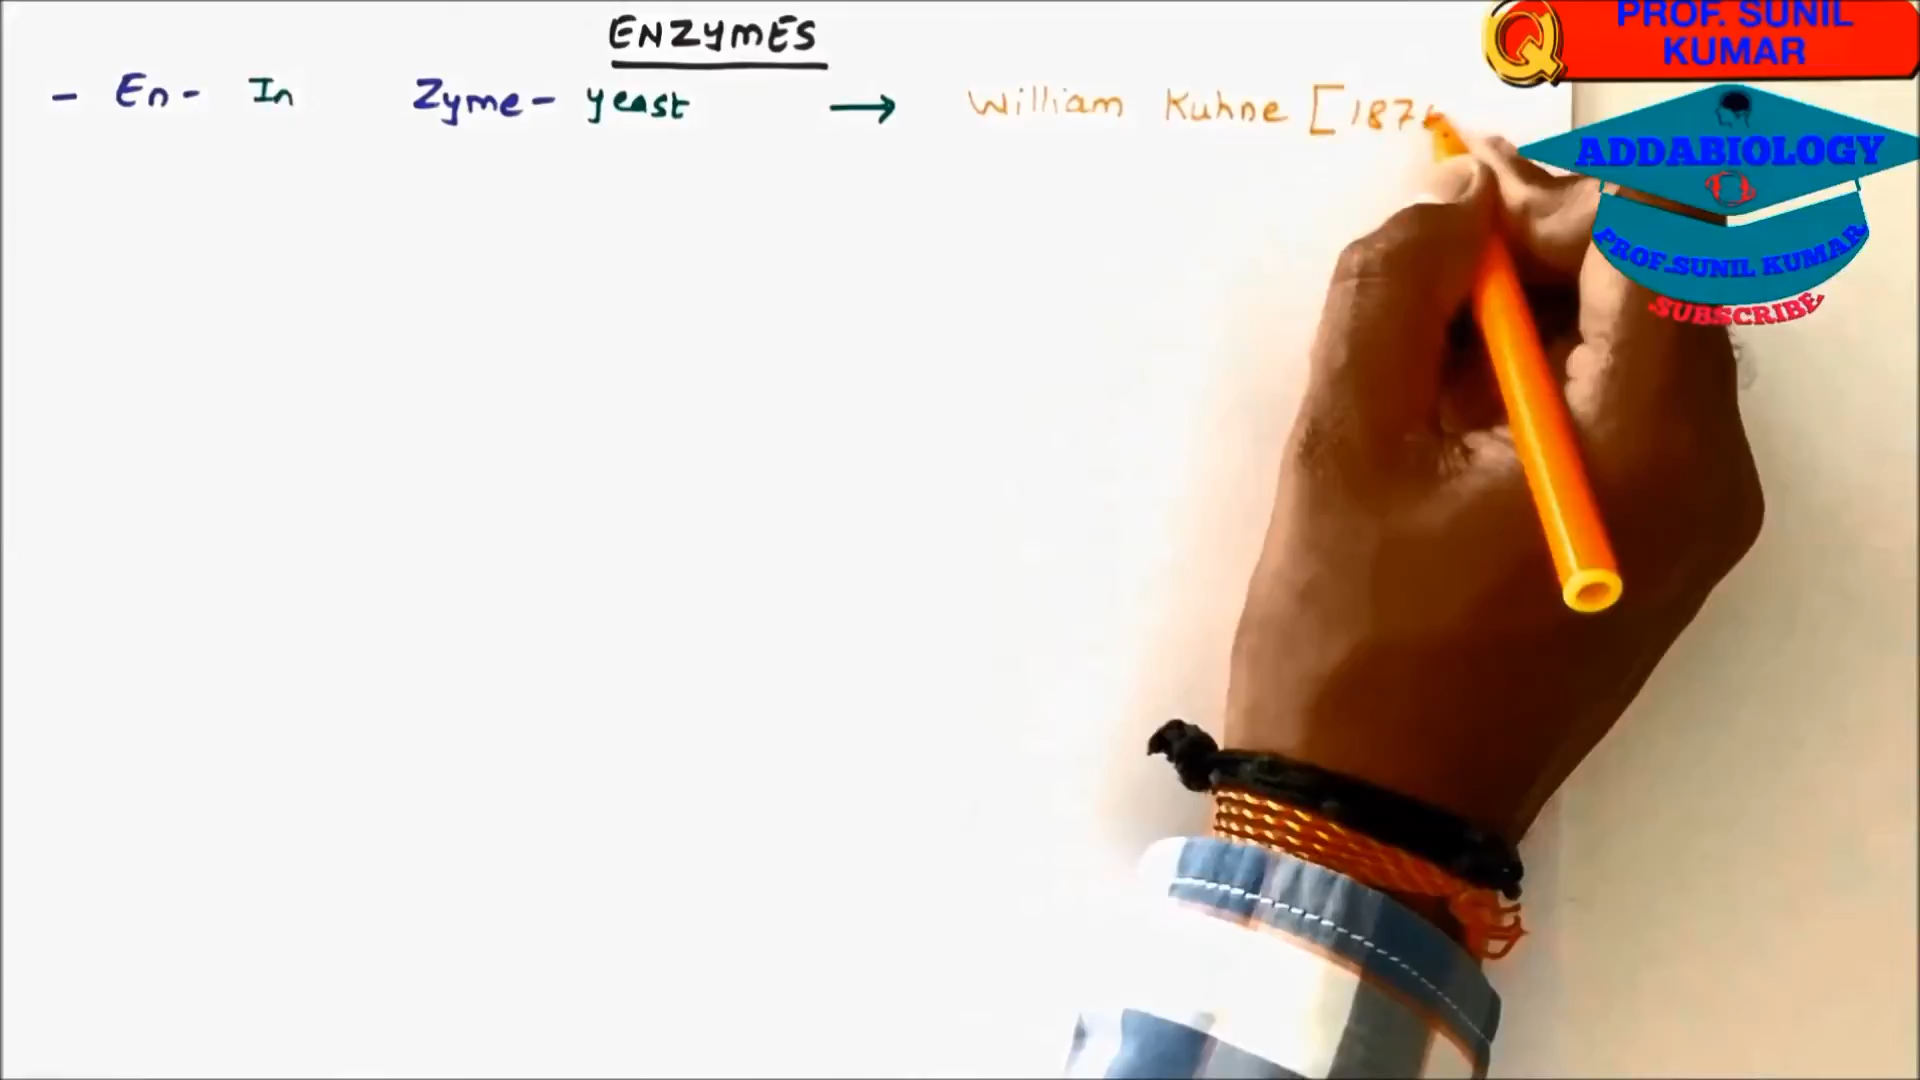 ENZYMES
- En- In Zyme- yeast → William Kuhne [187
PROF. SUNIL
KUMAR
ADDABIOLOGY
PROF.SUNIL KUMAR
SUBSCRIBE